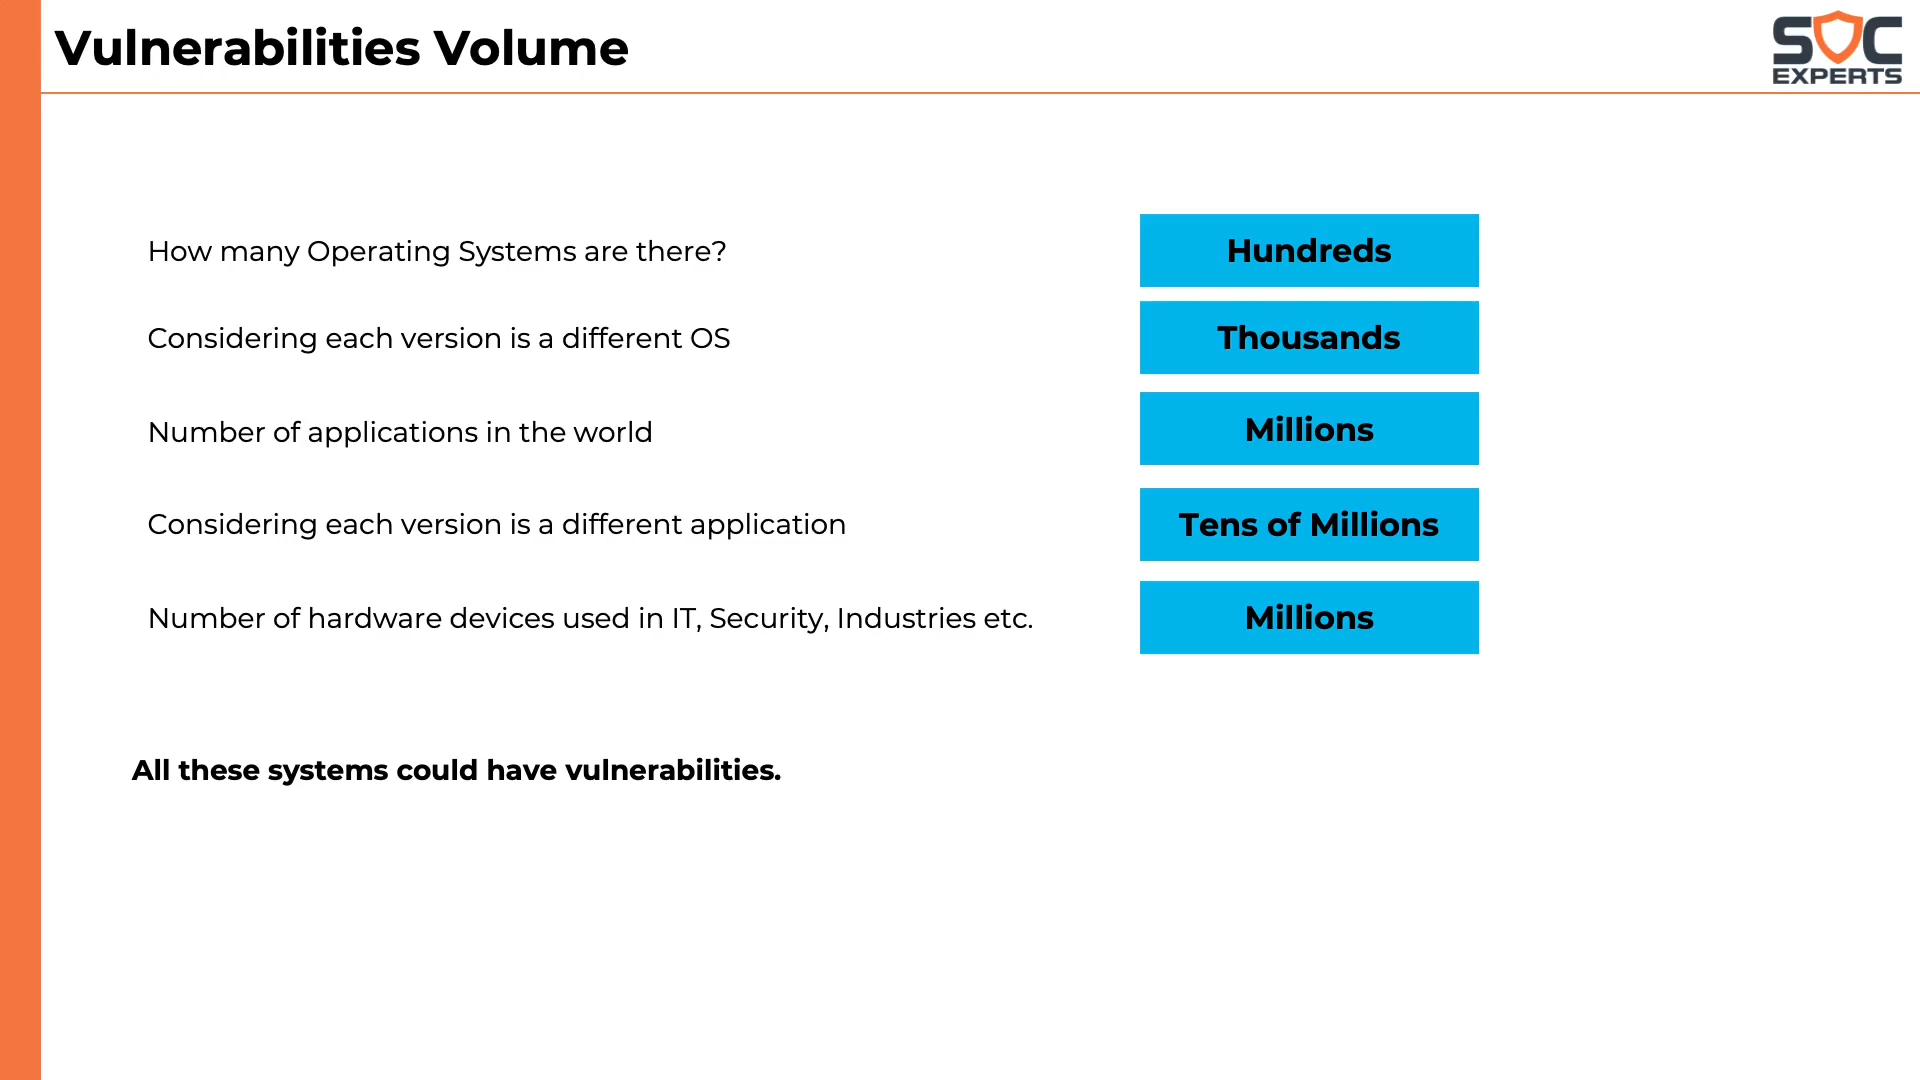 Vulnerabilities Volume
SOC
EXPERTS
How many Operating Systems are there?
Hundreds
Considering each version is a different OS
Thousands
Number of applications in the world
Millions
Considering each version is a different application
Tens of Millions
Number of hardware devices used in IT, Security, Industries etc.
Millions
All these systems could have vulnerabilities.